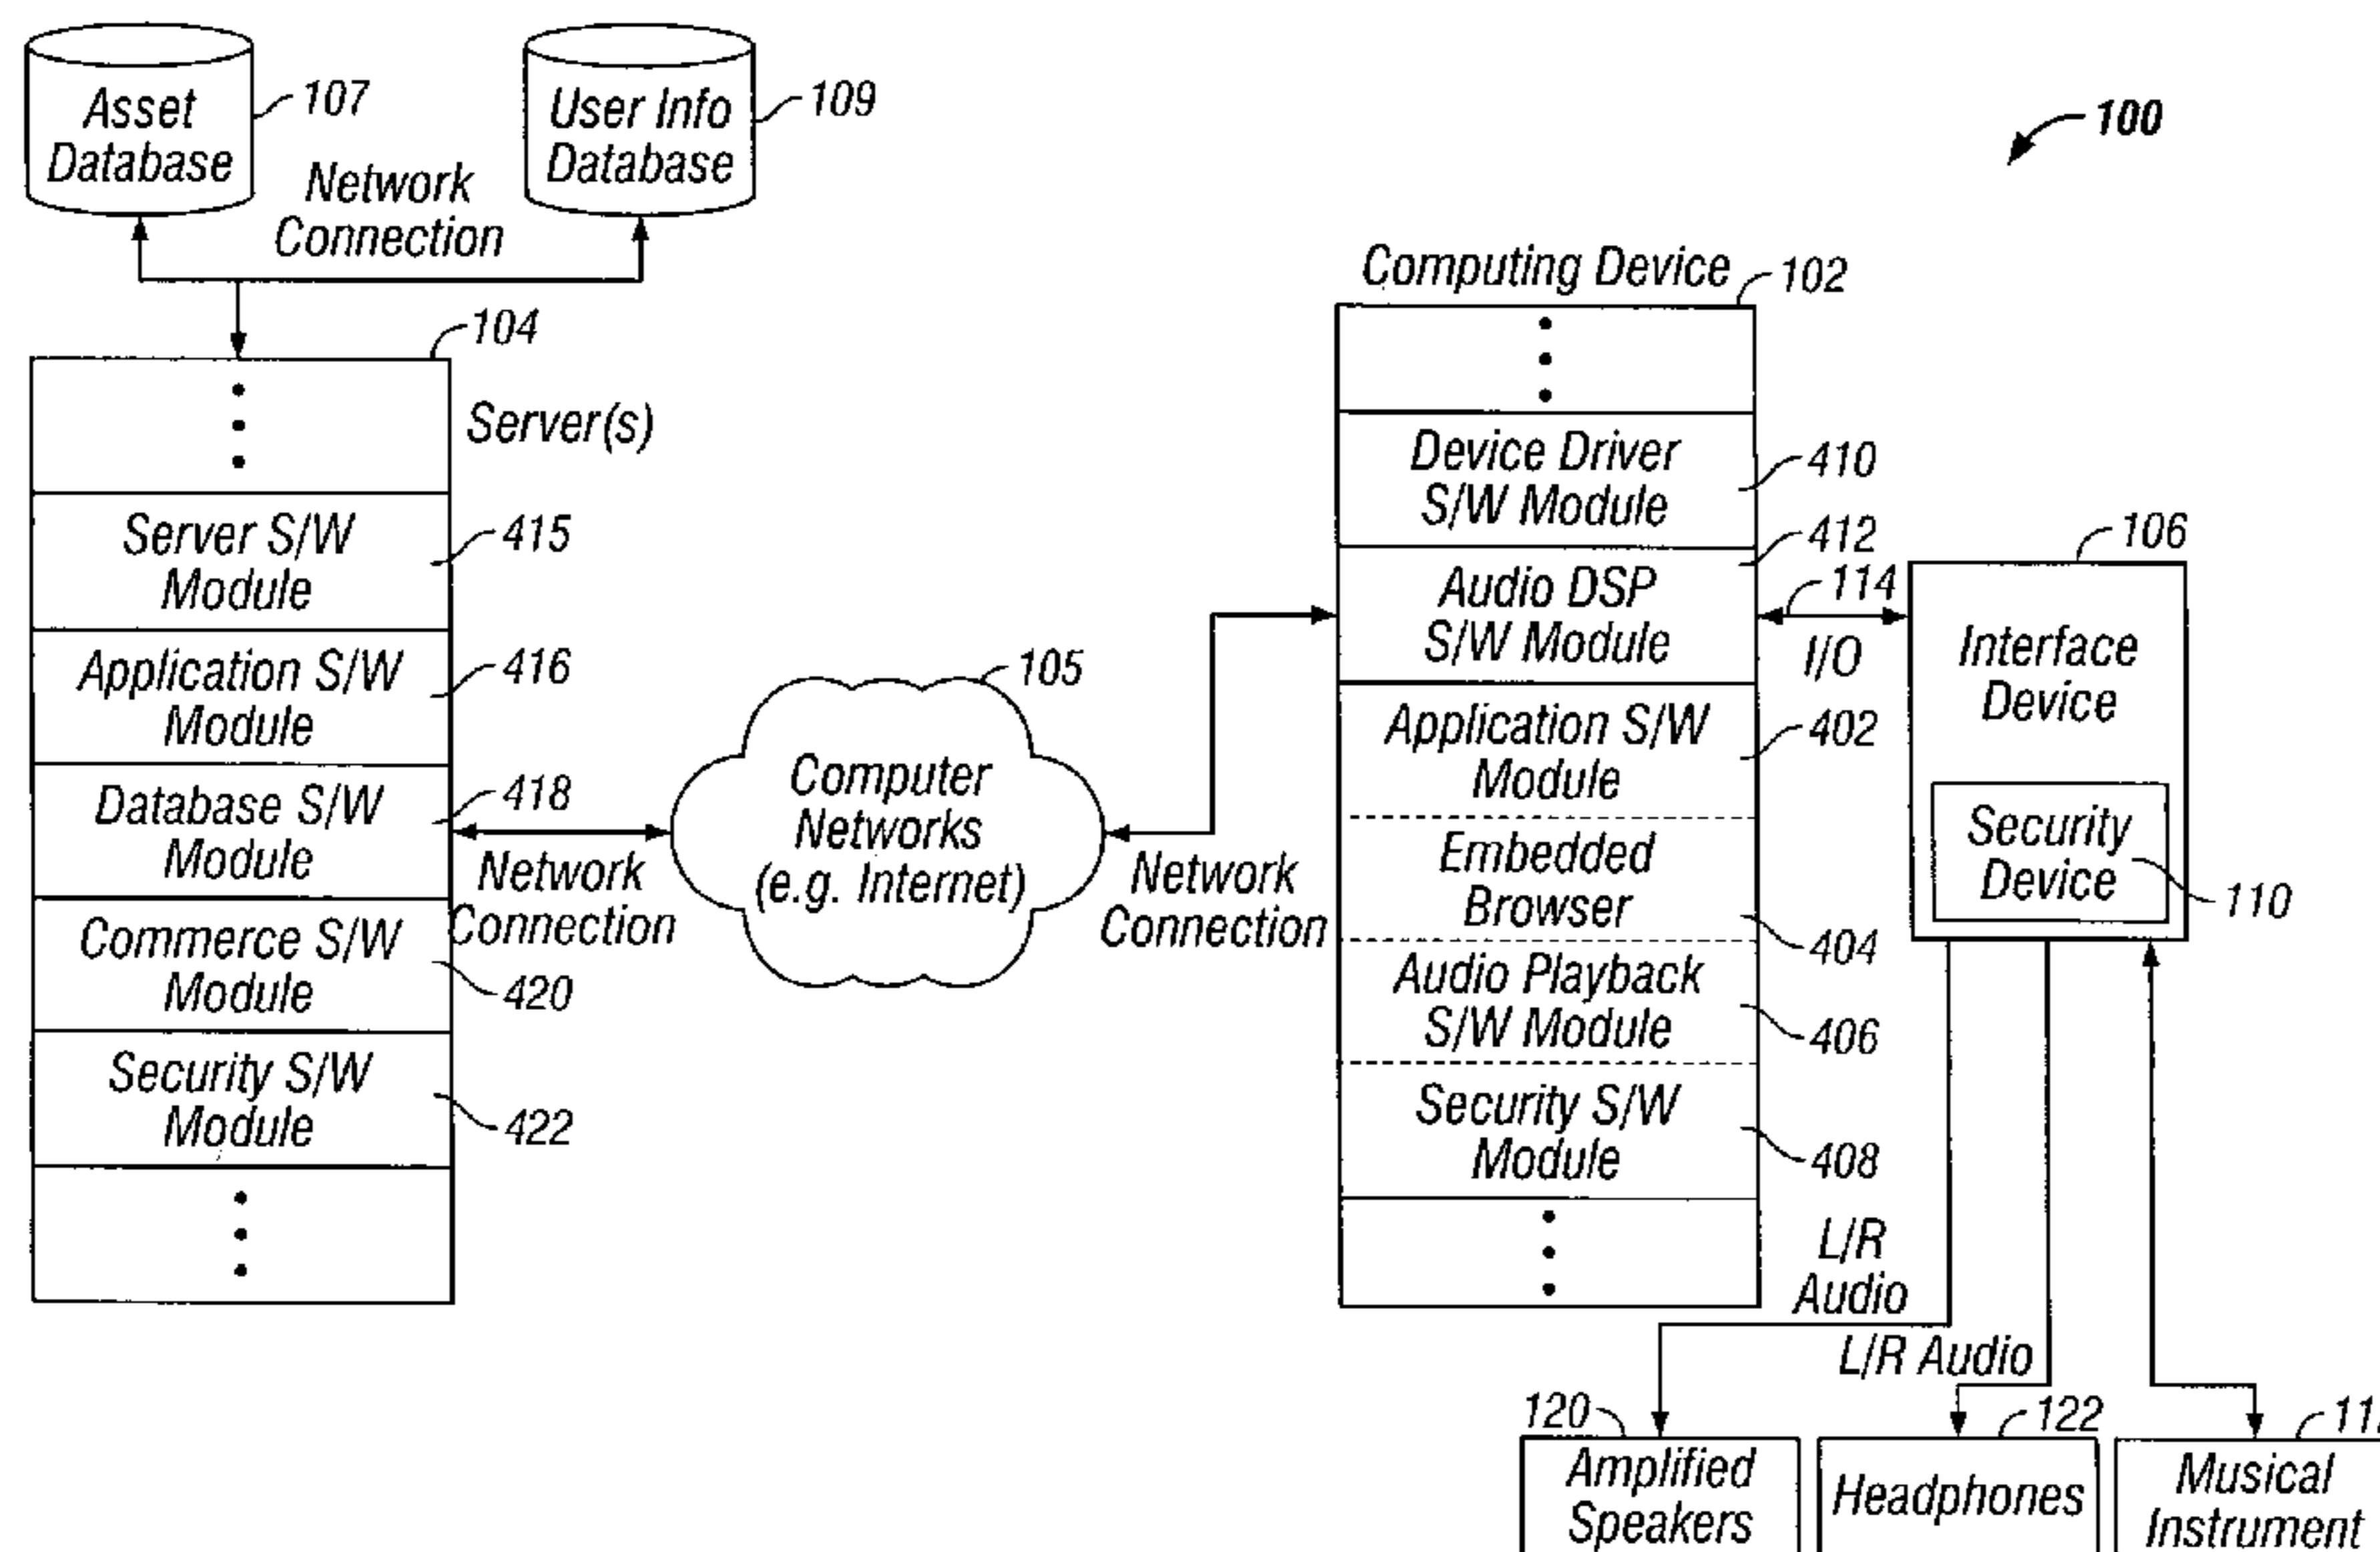 Asset
Database
107
User Info
Database
109
Network
Connection
100
104
Server(s)
Server S/W
Module
415
Application S/W
Module
416
Database S/W
Module
418
Commerce S/W
Module
420
Security S/W
Module
422
Network
Connection
105
Computer
Networks
(e.g. Internet)
Network
Connection
Computing Device
102
Device Driver
S/W Module
410
412
Audio DSP
S/W Module
114
I/O
Application S/W
Module
402
Embedded
Browser
404
Audio Playback
S/W Module
406
Security S/W
Module
408
106
Interface
Device
Security
Device
110
L/R
Audio
L/R Audio
120
Amplified
Speakers
122
Headphones
Musical
Instrument